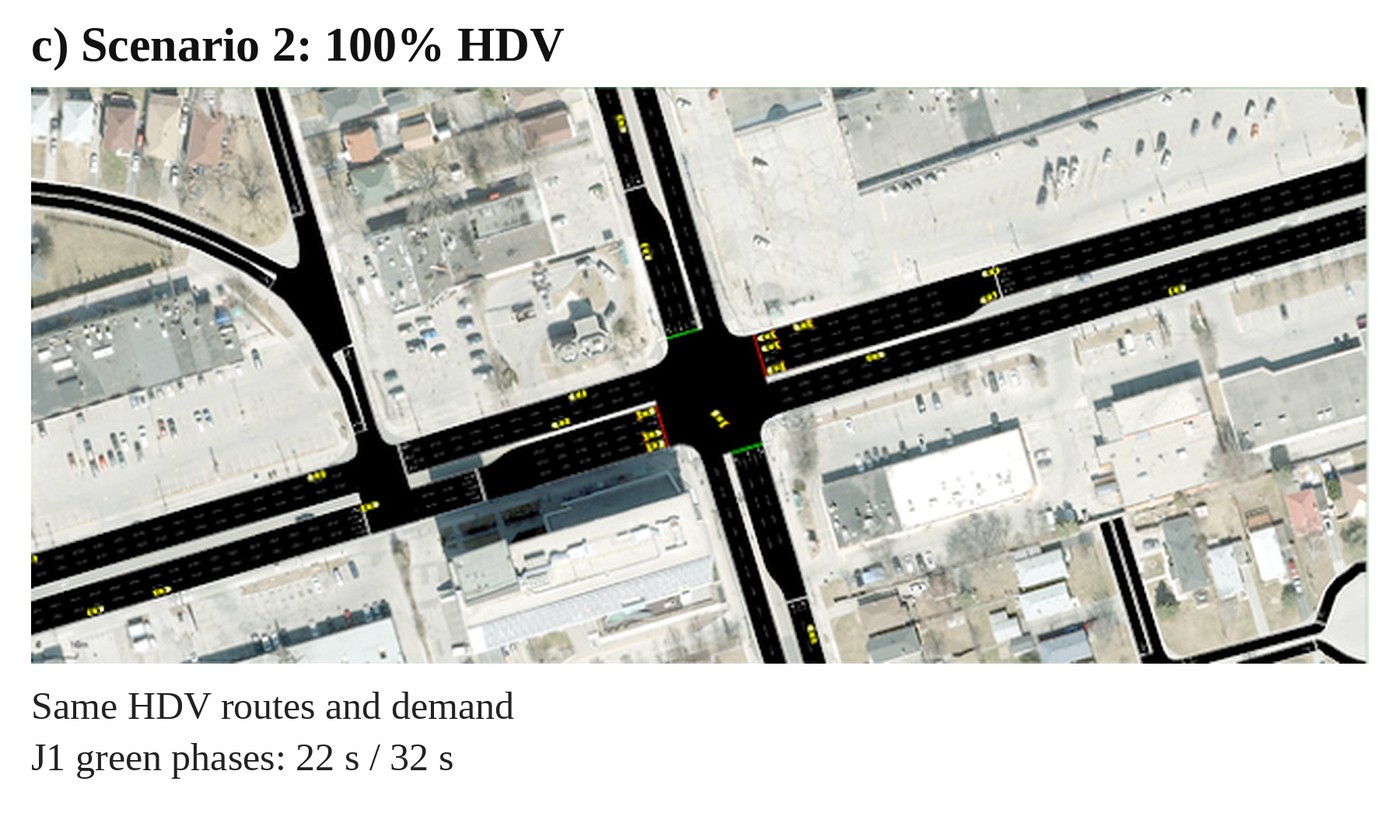 c) Scenario 2: 100% HDV
Same HDV routes and demand
J1 green phases: 22 s / 32 s